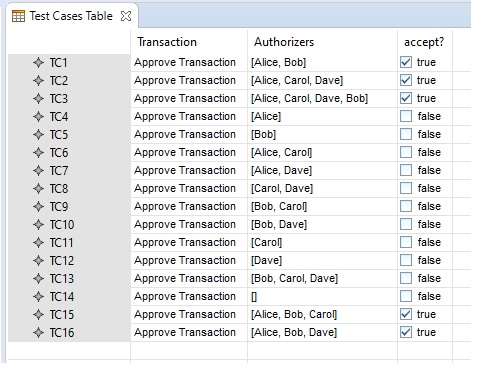 Test Cases Table
Transaction Authorizers accept?
TC1 Approve Transaction [Alice, Bob] true
TC2 Approve Transaction [Alice, Carol, Dave] true
TC3 Approve Transaction [Alice, Carol, Dave, Bob] true
TC4 Approve Transaction [Alice] false
TC5 Approve Transaction [Bob] false
TC6 Approve Transaction [Alice, Carol] false
TC7 Approve Transaction [Alice, Dave] false
TC8 Approve Transaction [Carol, Dave] false
TC9 Approve Transaction [Bob, Carol] false
TC10 Approve Transaction [Bob, Dave] false
TC11 Approve Transaction [Carol] false
TC12 Approve Transaction [Dave] false
TC13 Approve Transaction [Bob, Carol, Dave] false
TC14 Approve Transaction [] false
TC15 Approve Transaction [Alice, Bob, Carol] true
TC16 Approve Transaction [Alice, Bob, Dave] true